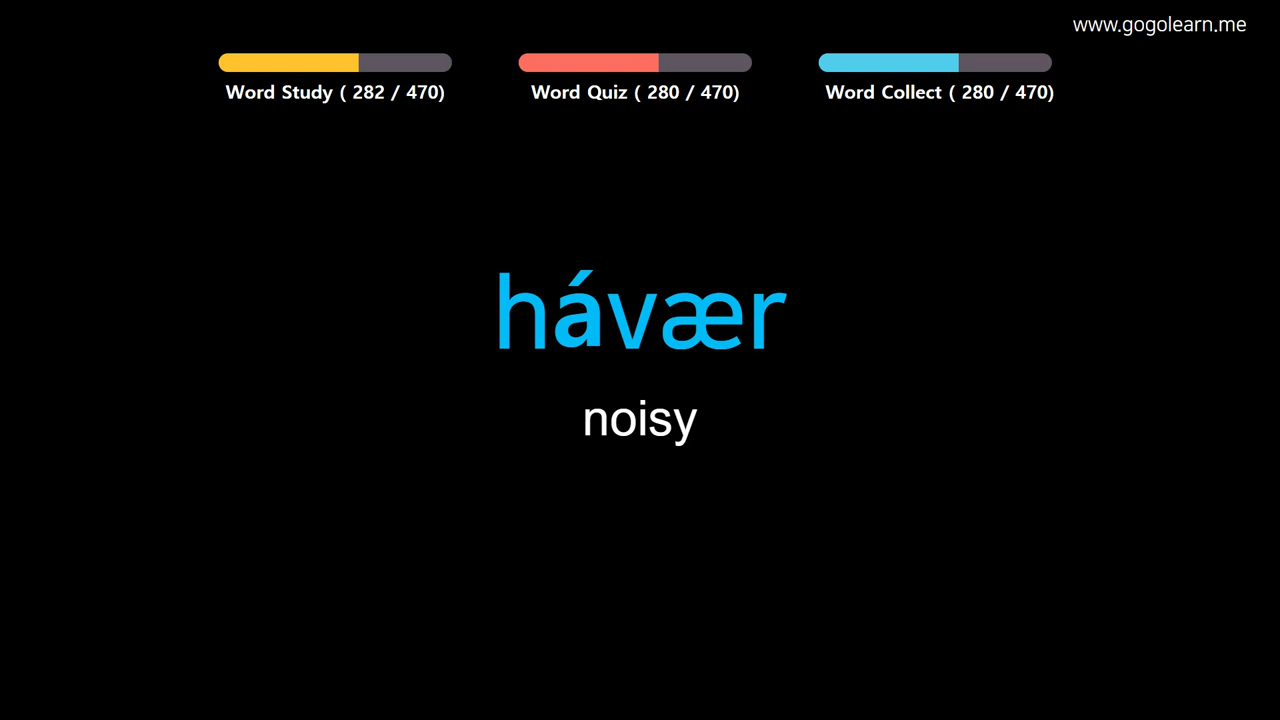 www.gogolearn.me
Word Study ( 282 / 470)
Word Quiz ( 280 / 470)
Word Collect ( 280 / 470)
hávær
noisy